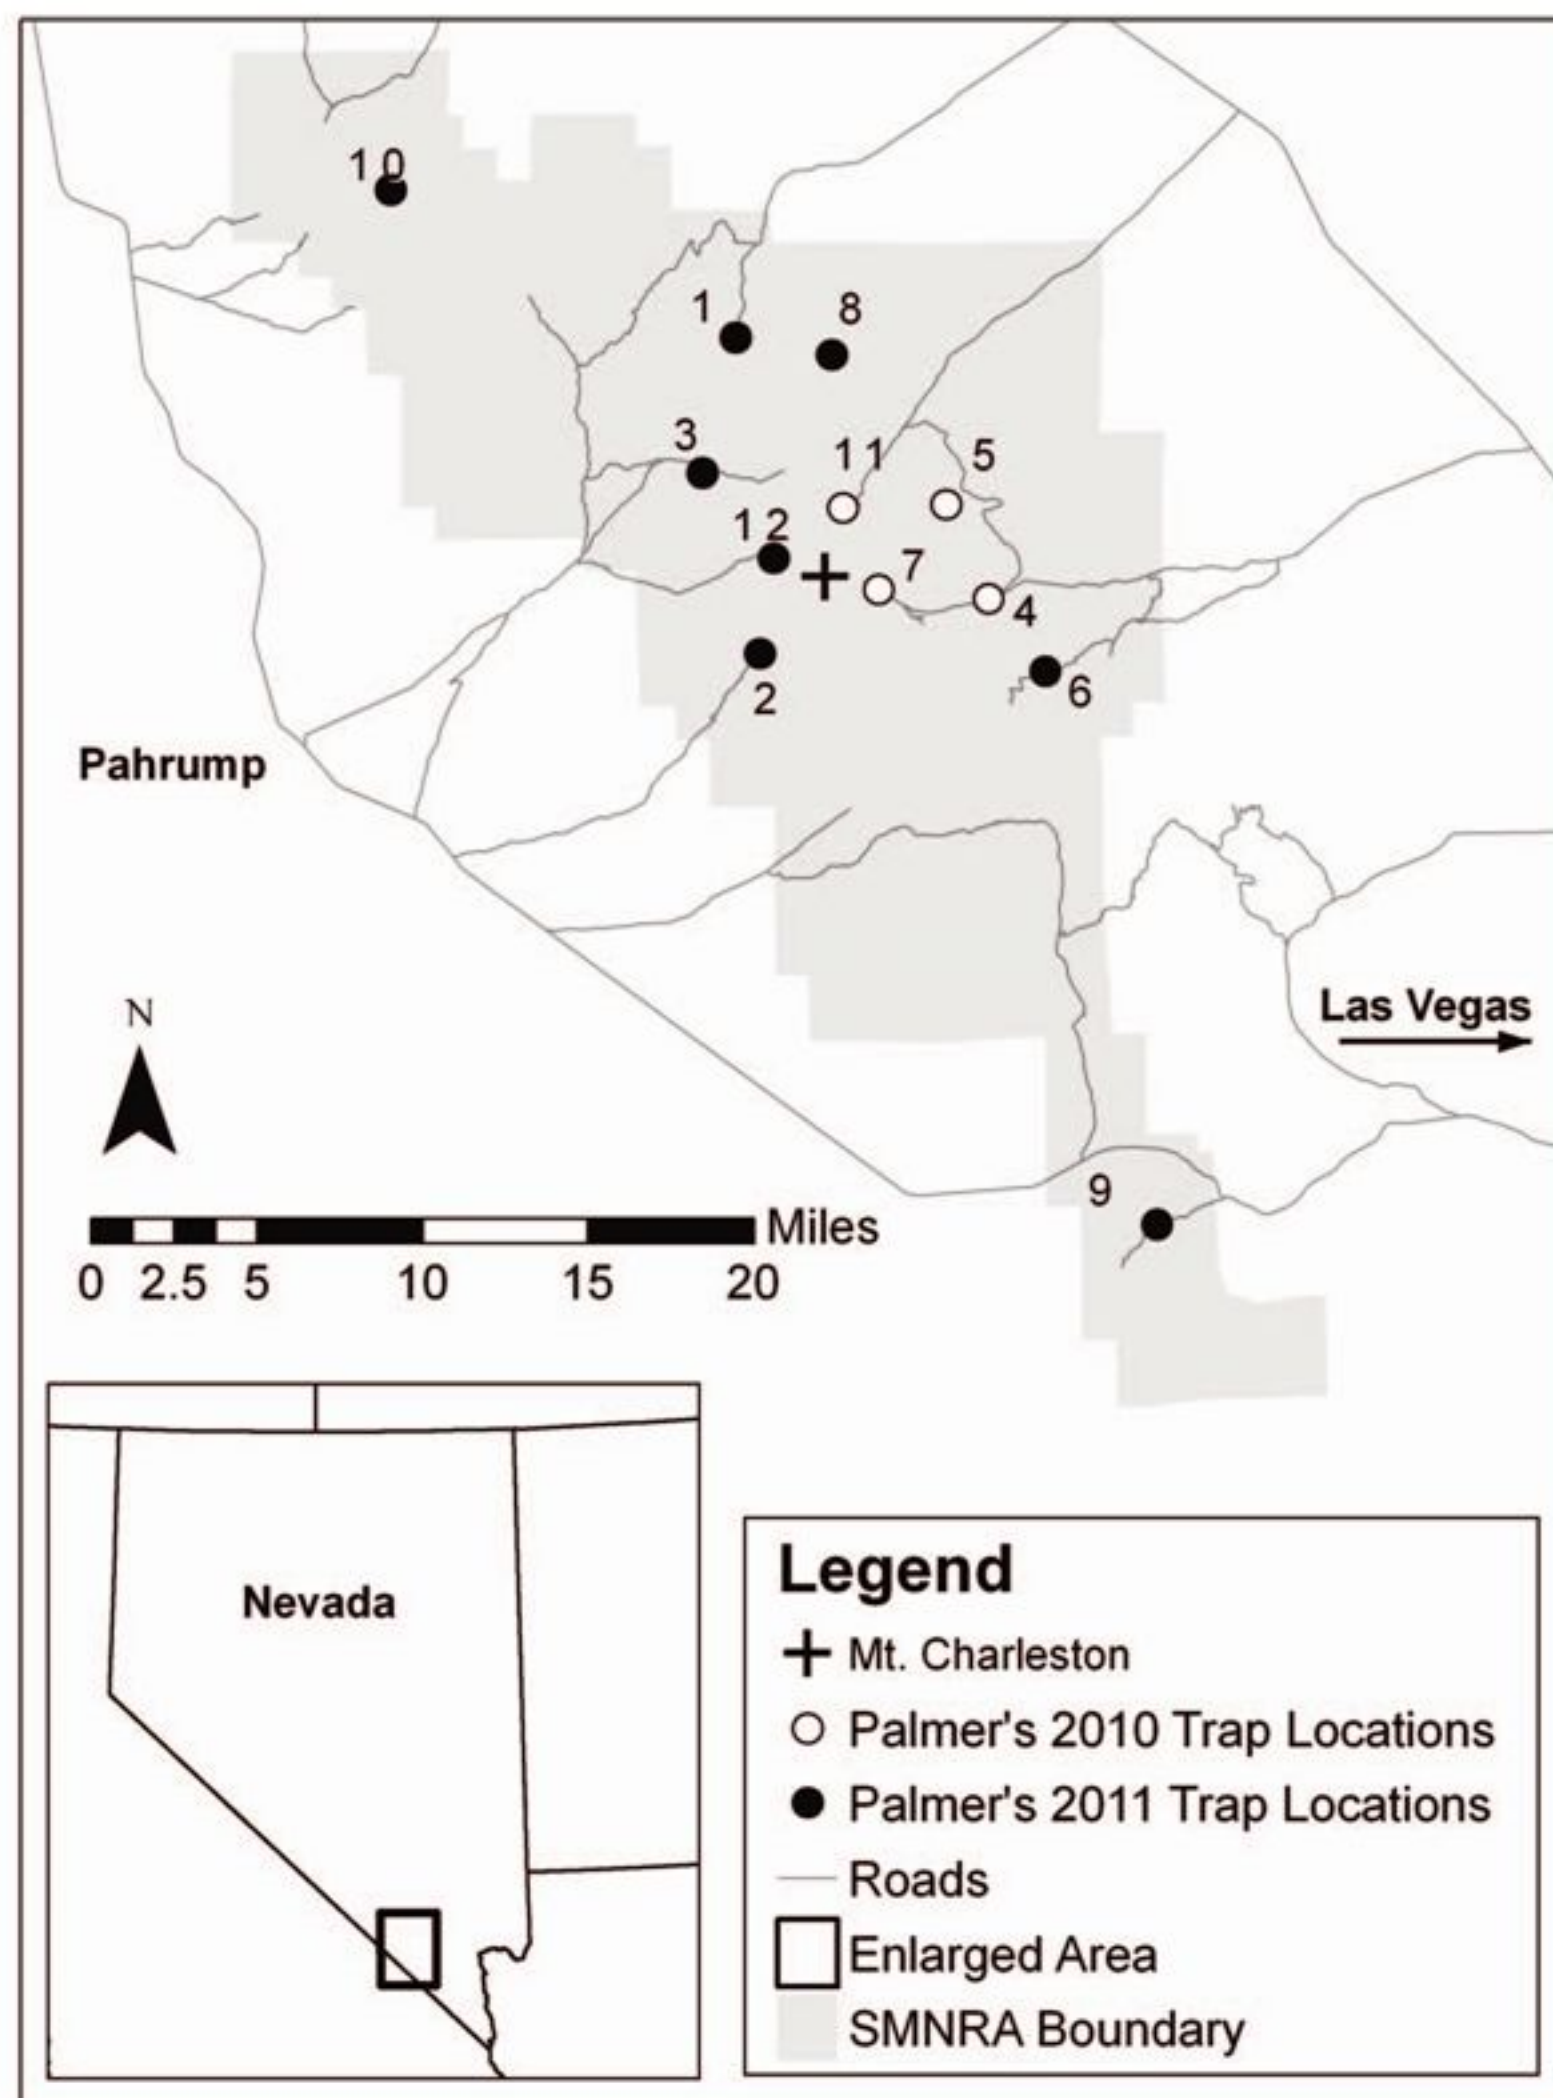 10
1
8
3
11
5
12
7
4
2
6
Pahrump
N
Las Vegas
9
Miles
0 2.5 5 10 15 20
Nevada
Legend
Mt. Charleston
Palmer's 2010 Trap Locations
Palmer's 2011 Trap Locations
Roads
Enlarged Area
SMNRA Boundary